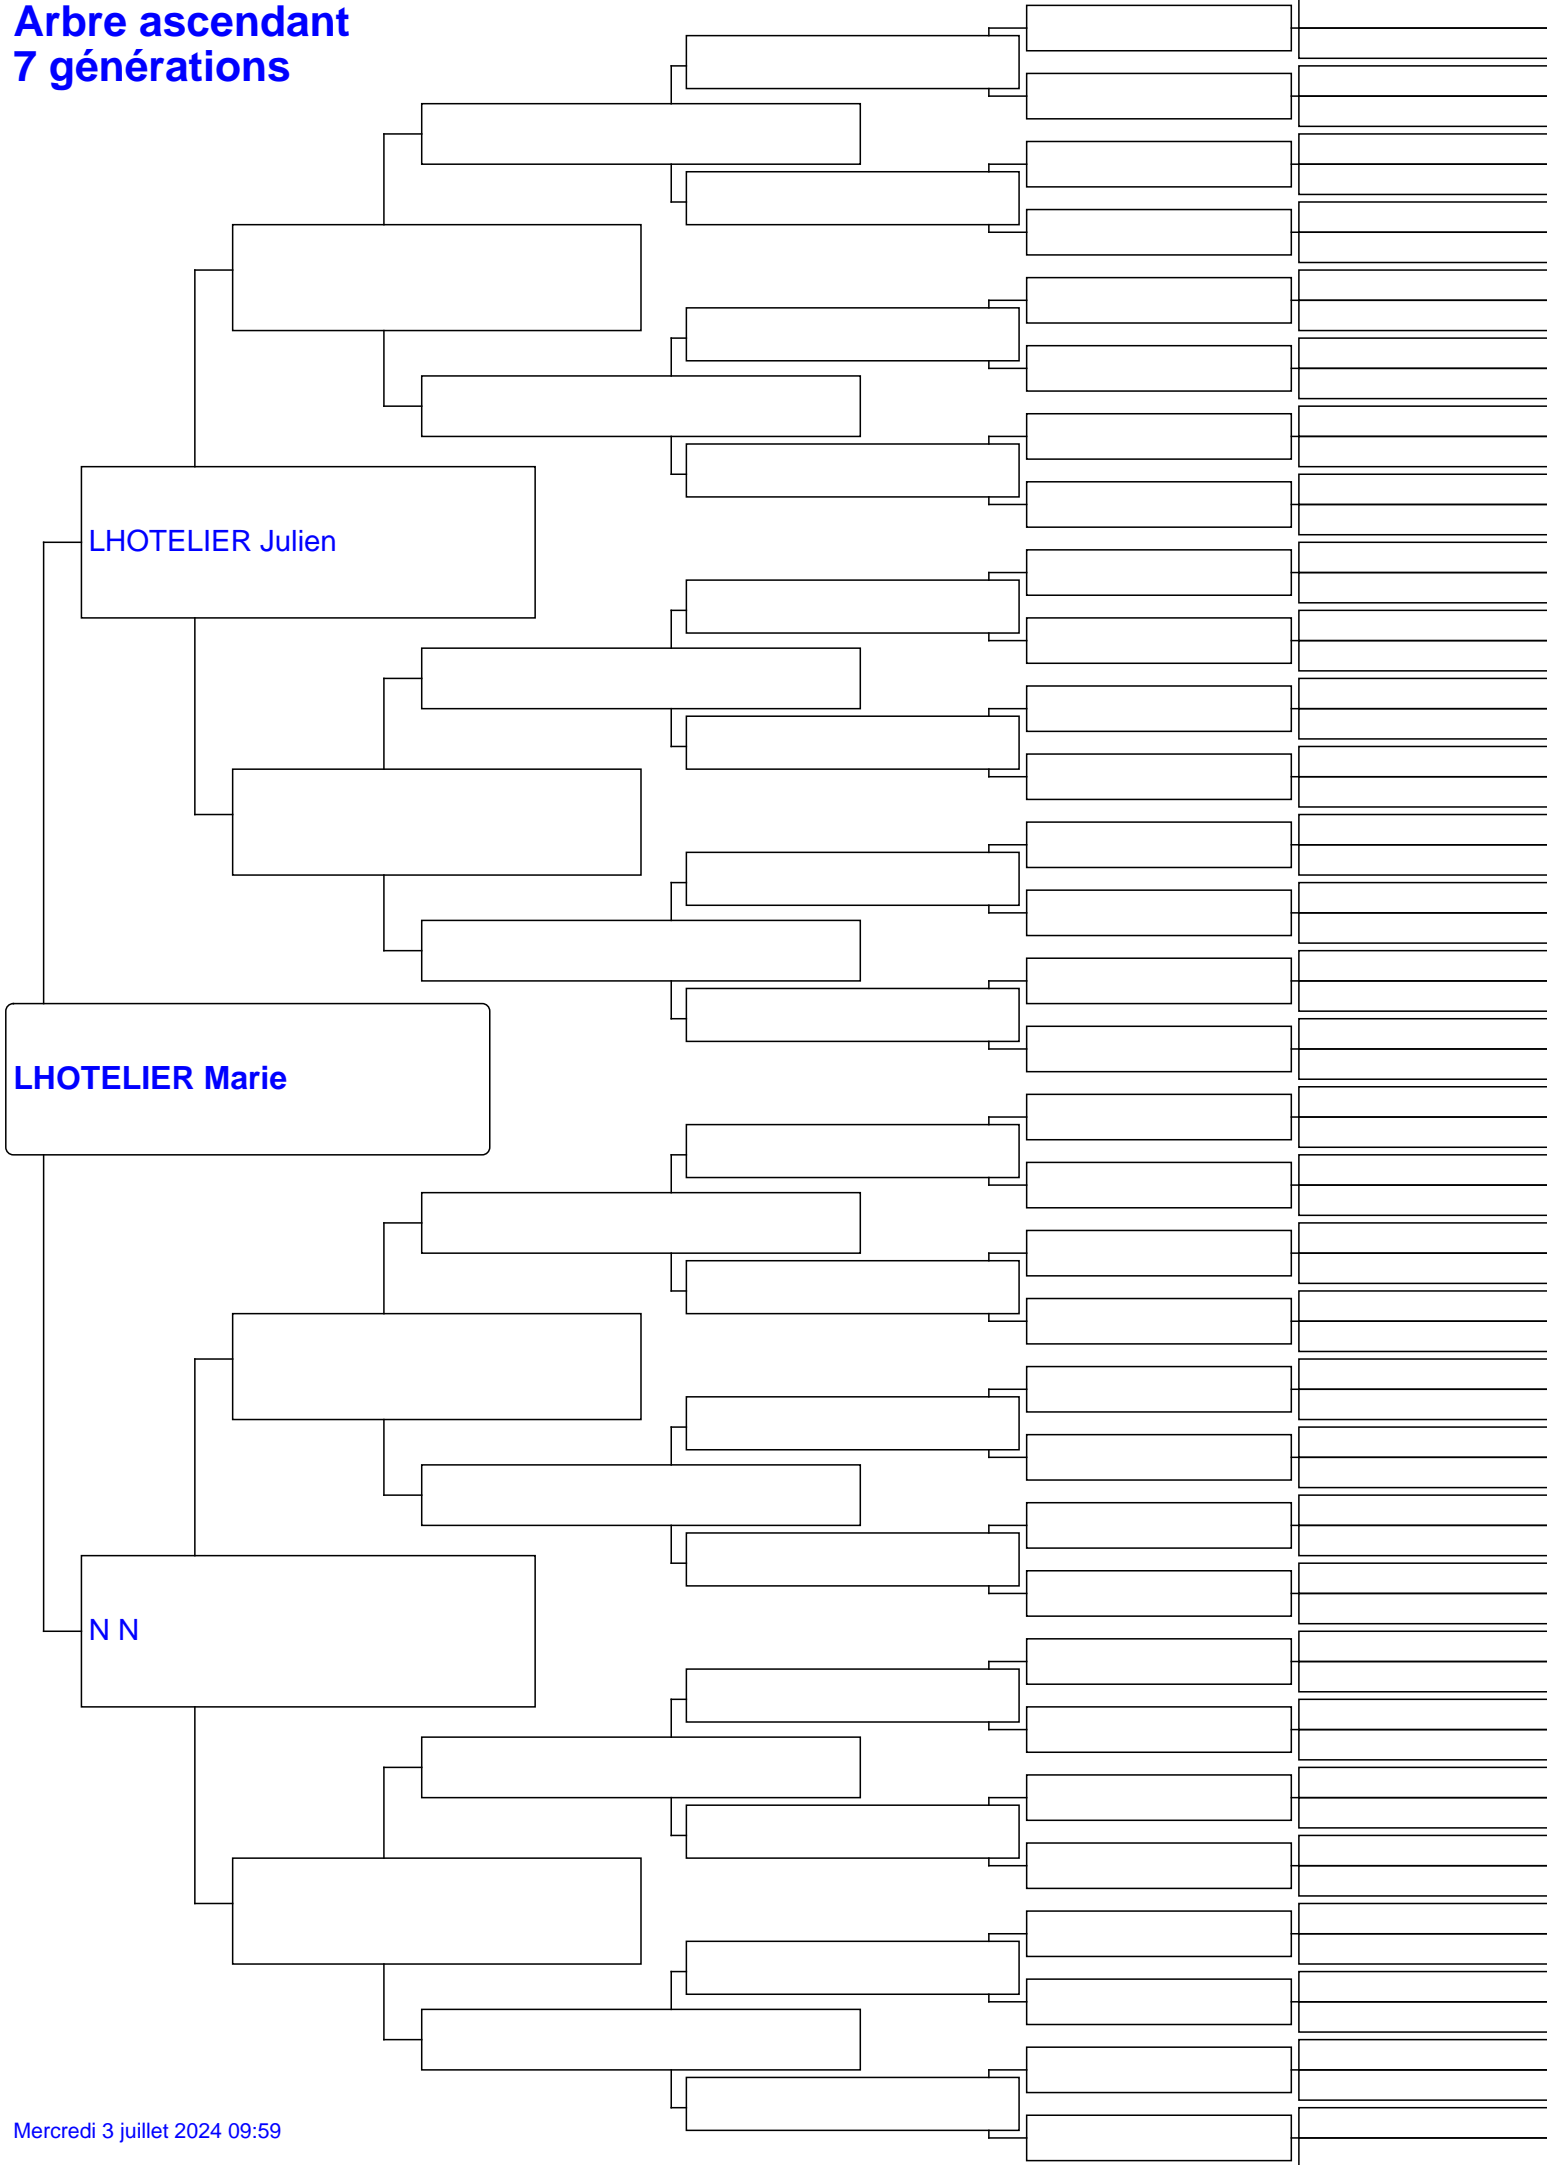 Arbre ascendant
7 générations
LHOTELIER Julien
LHOTELIER Marie
N N
Mercredi 3 juillet 2024 09:59